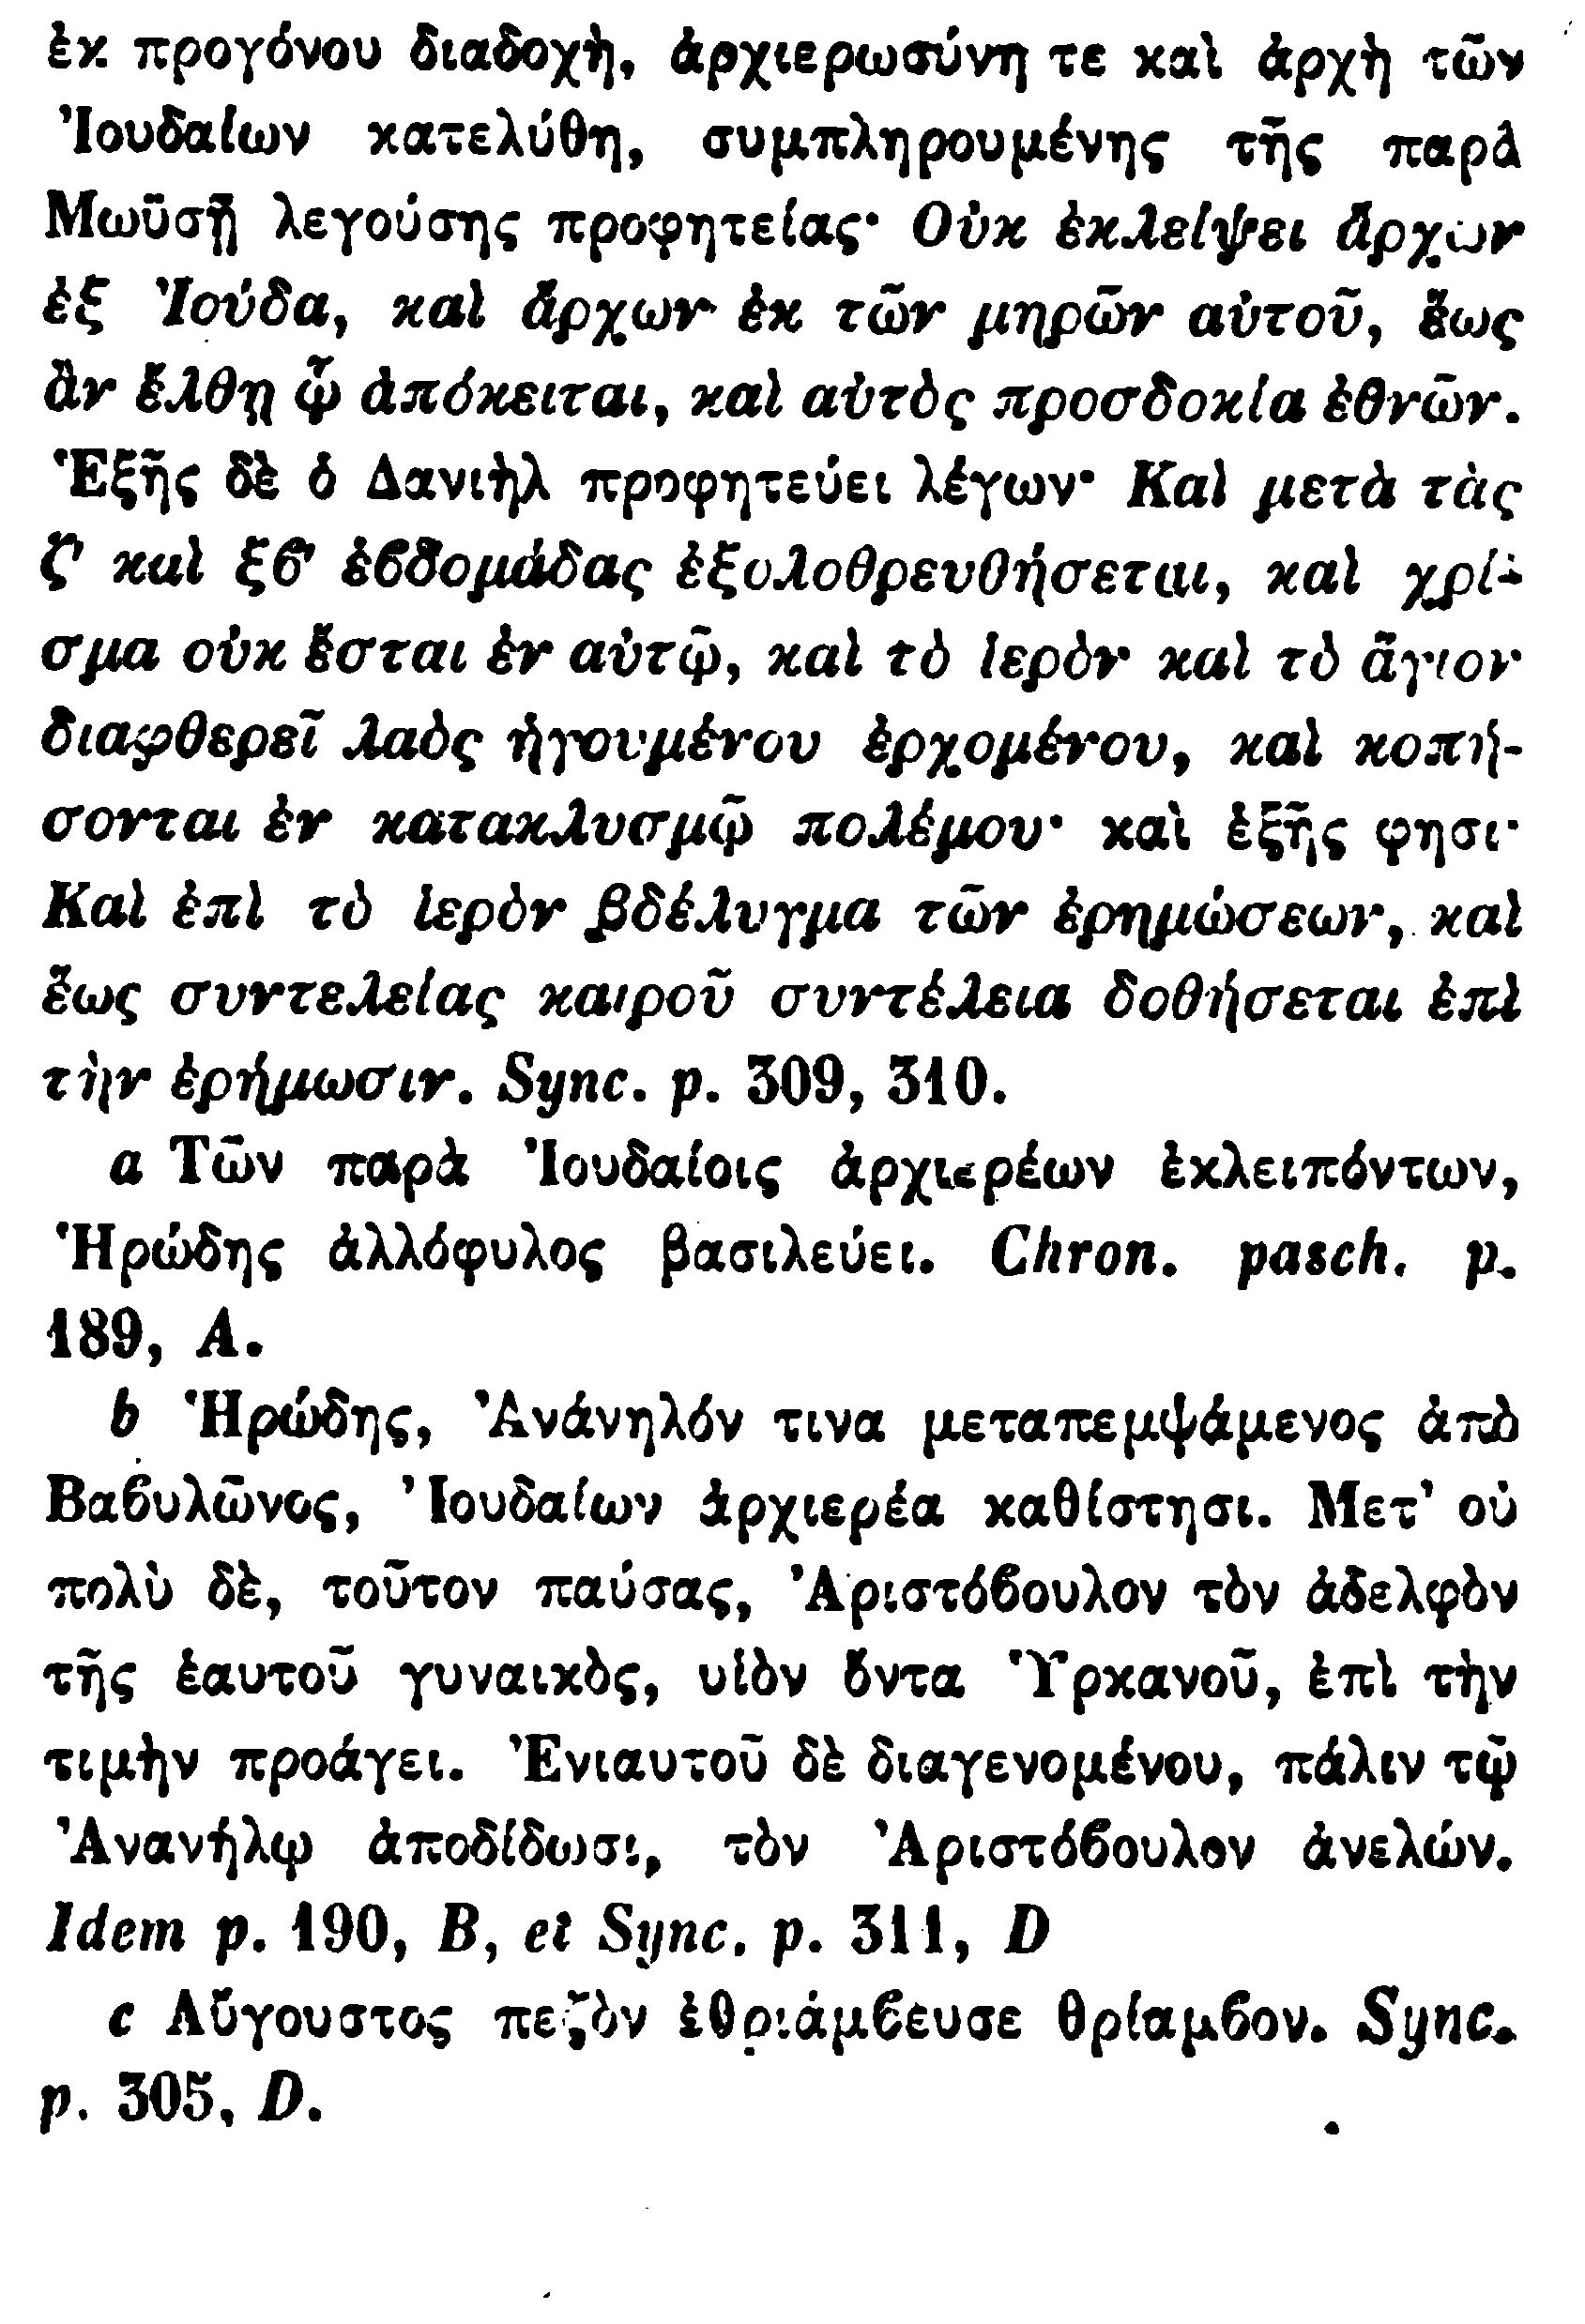 ἐκ προγόνου διαδοχὴ, ἀρχιερωσύνη τε καὶ ἀρχὴ τῶν
Ἰουδαίων κατελύθη, συμπληρουμένης τῆς παρὰ
Μωϋσῇ λεγούσης προφητείας· Οὐκ ἐκλείψει ἄρχων
ἐξ Ἰούδα, καὶ ἄρχων ἐκ τῶν μηρῶν αὐτοῦ, ἕως
ἂν ἔλθῃ ᾧ ἀπόκειται, καὶ αὐτὸς προσδοκία ἐθνῶν.
Ἑξῆς δὲ ὁ Δανιὴλ προφητεύει λέγων· Καὶ μετὰ τὰς
ζʹ καὶ ξϐʹ ἑϐδομάδας ἐξολοθρευθήσεται, καὶ χρί-
σμα οὐκ ἔσται ἐν αὐτῷ, καὶ τὸ ἱερὸν καὶ τὸ ἅγιον
διαφθερεῖ λαὸς ἡγουμένου ἐρχομένου, καὶ κοπή-
σονται ἐν κατακλυσμῷ πολέμου· καὶ ἑξῆς φησι·
Καὶ ἐπὶ τὸ ἱερὸν βδέλυγμα τῶν ἐρημώσεων, καὶ
ἕως συντελείας καιροῦ συντέλεια δοθήσεται ἐπὶ
τὴν ἐρήμωσιν. Sync. p. 309, 310.
a Τῶν παρὰ Ἰουδαίοις ἀρχιερέων ἐκλειπόντων,
Ἡρώδης ἀλλόφυλος βασιλεύει. Chron. pasch. p.
189, A.
b Ἡρώδης, Ἀνάνηλόν τινα μεταπεμψάμενος ἀπὸ
Βαϐυλῶνος, Ἰουδαίων ἀρχιερέα καθίστησι. Μετ' οὐ
πολὺ δὲ, τοῦτον παύσας, Ἀριστόϐουλον τὸν ἀδελφὸν
τῆς ἑαυτοῦ γυναικὸς, υἱὸν ὄντα Ὑρκανοῦ, ἐπὶ τὴν
τιμὴν προάγει. Ἐνιαυτοῦ δὲ διαγενομένου, πάλιν τῷ
Ἀνανήλῳ ἀποδίδωσι, τὸν Ἀριστόϐουλον ἀνελών.
Idem p. 190, B, et Sync. p. 311, D
c Αὔγουστος πεζὸν ἐθριάμϐευσε θρίαμϐον. Sync.
p. 305, D.